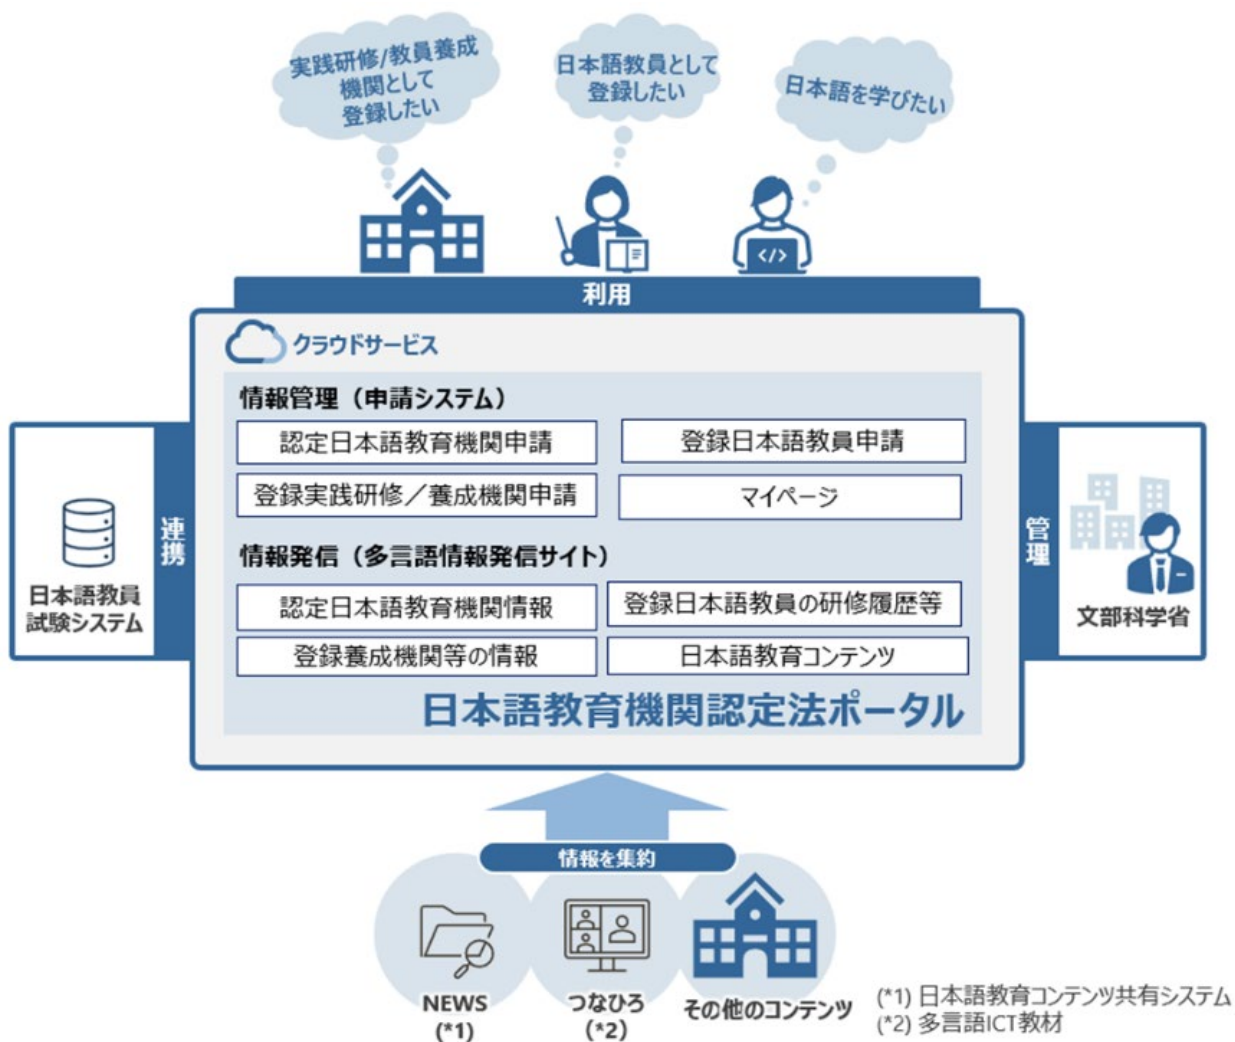 実践研修/教員養成
機関として
登録したい
日本語教員として
登録したい
日本語を学びたい
</>
利用
クラウドサービス
情報管理（申請システム）
認定日本語教育機関申請
登録日本語教員申請
登録実践研修／養成機関申請
マイページ
情報発信（多言語情報発信サイト）
認定日本語教育機関情報
登録日本語教員の研修履歴等
登録養成機関等の情報
日本語教育コンテンツ
日本語教育機関認定法ポータル
連携
日本語教員
試験システム
管理
文部科学省
情報を集約
NEWS
(*1)
つなひろ
(*2)
その他のコンテンツ
(*1) 日本語教育コンテンツ共有システム
(*2) 多言語ICT教材